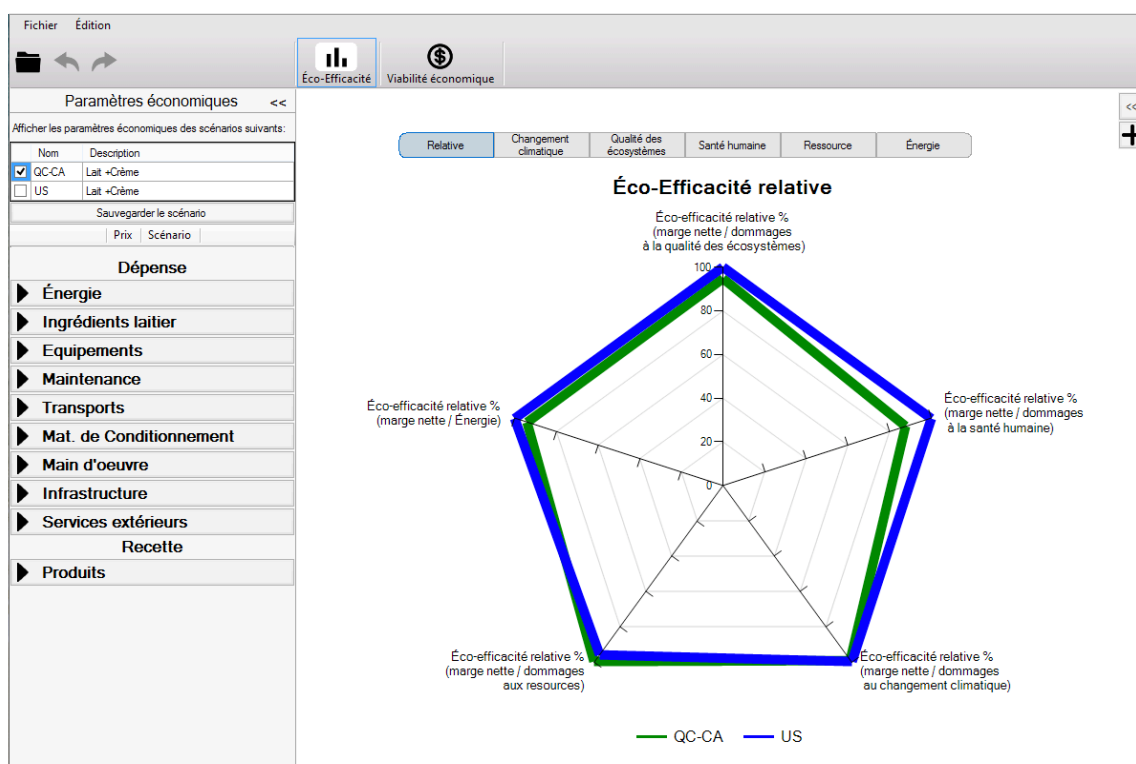 Fichier Édition
Éco-Efficacité Viabilité économique
Paramètres économiques <<
Afficher les paramètres économiques des scénarios suivants:
Nom Description
QC-CA Lait +Crème
US Lait +Crème
Sauvegarder le scénario
Prix Scénario
Dépense
Énergie
Ingrédients laitier
Equipements
Maintenance
Transports
Mat. de Conditionnement
Main d'oeuvre
Infrastructure
Services extérieurs
Recette
Produits
<<
Relative
Changement
climatique
Qualité des
écosystèmes
Santé humaine
Ressource
Énergie
Éco-Efficacité relative
Éco-efficacité relative %
(marge nette / dommages
à la qualité des écosystèmes)
100
80
60
40
20
0
Éco-efficacité relative %
(marge nette / dommages
à la santé humaine)
Éco-efficacité relative %
(marge nette / Énergie)
Éco-efficacité relative %
(marge nette / dommages
aux resources)
Éco-efficacité relative %
(marge nette / dommages
au changement climatique)
QC-CA US